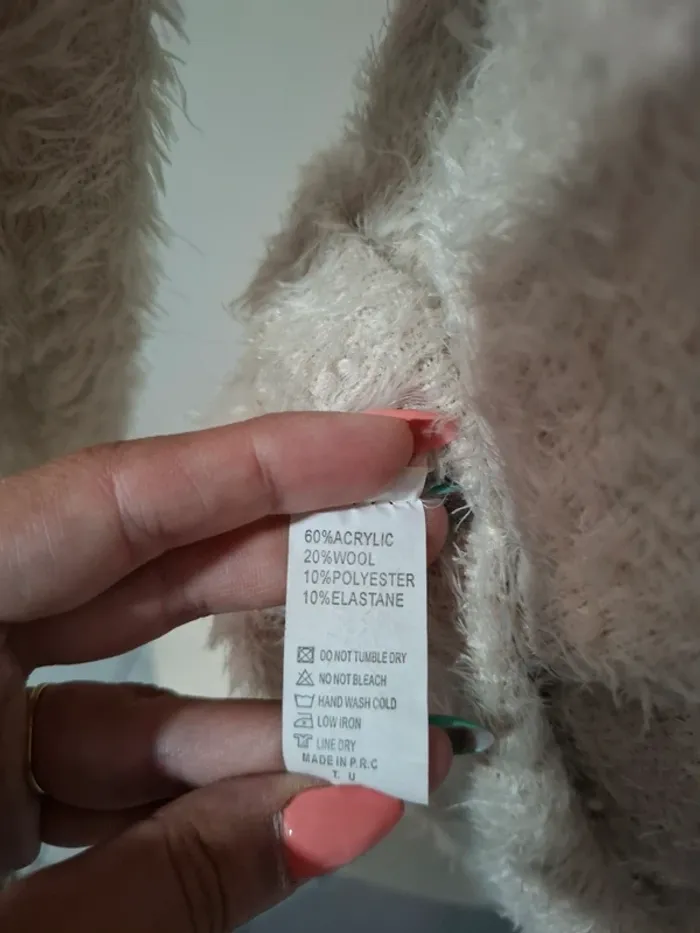 60%ACRYLIC
20%WOOL
10%POLYESTER
10%ELASTANE
DO NOT TUMBLE DRY
NO NOT BLEACH
HAND WASH COLD
LOW IRON
LINE DRY
MADE IN P.R.C
T. U